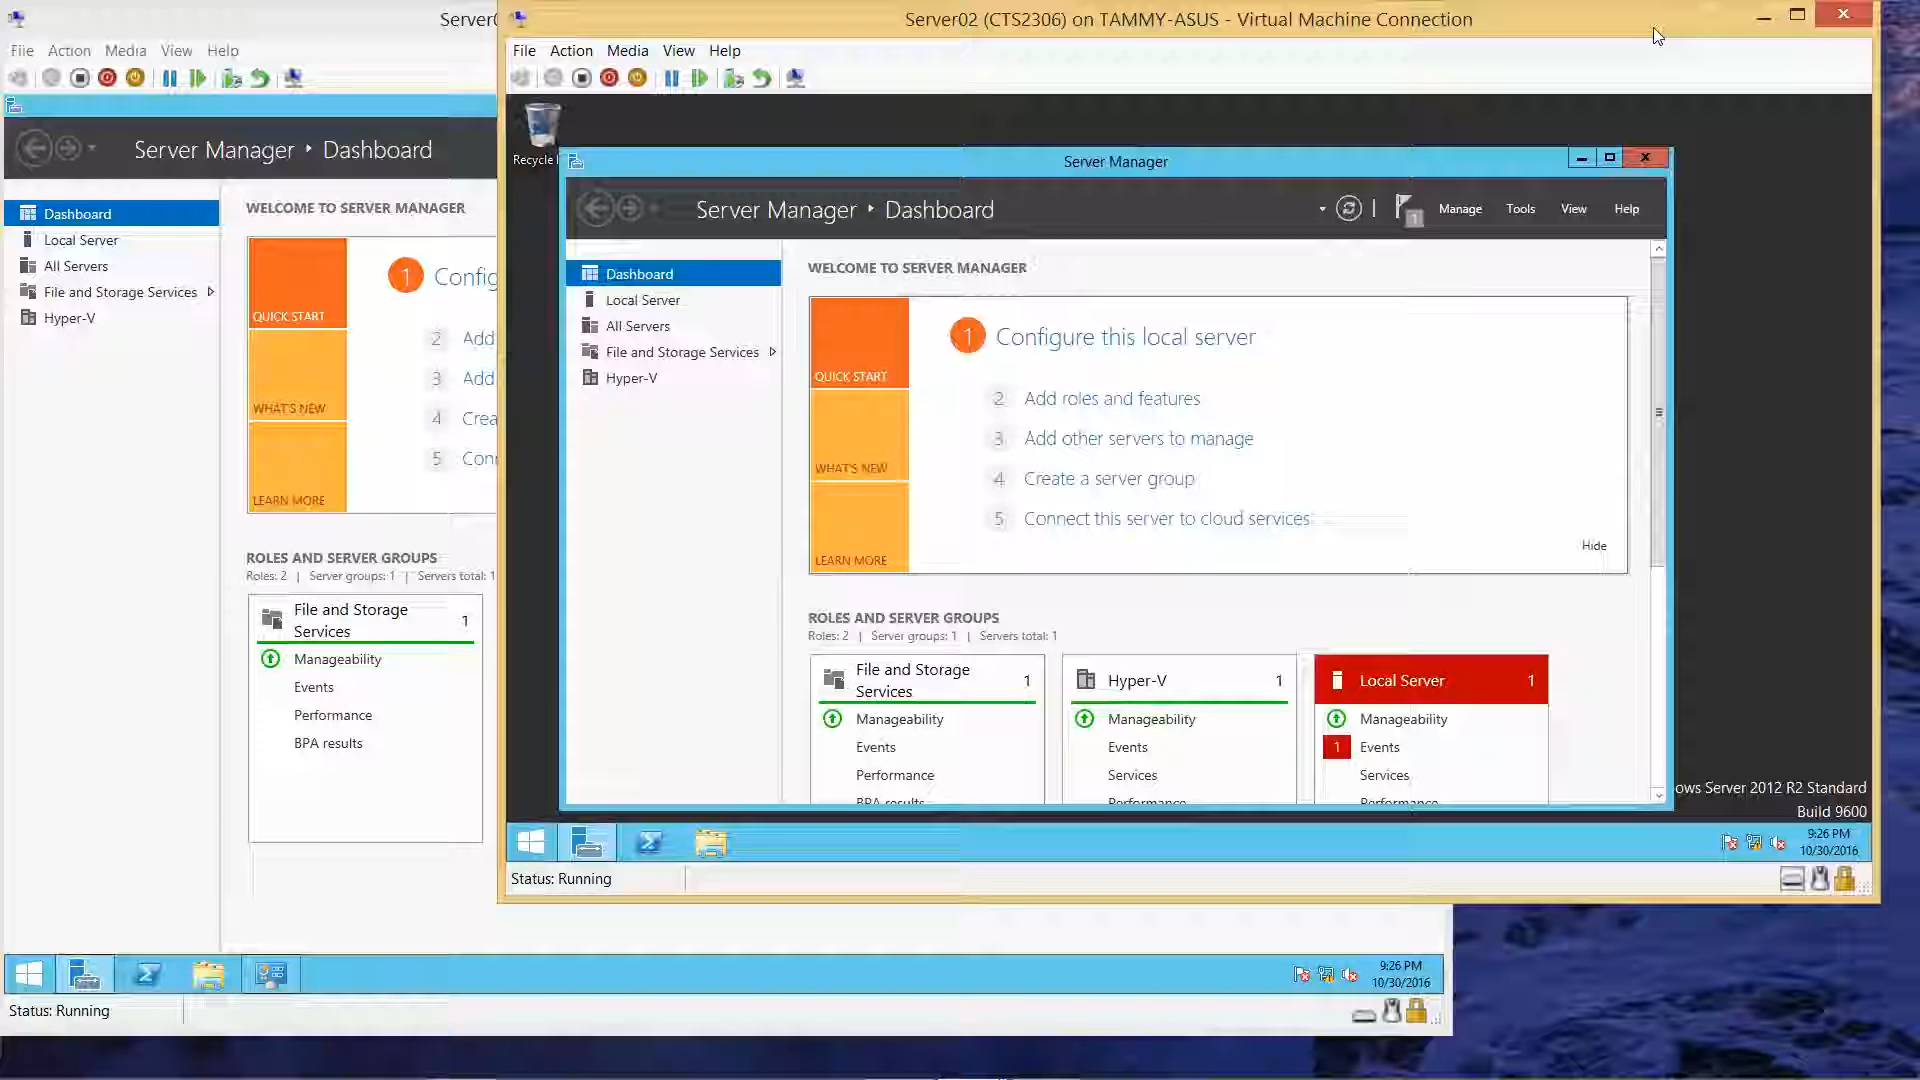 Server0
File Action Media View Help
Server Manager • Dashboard
Dashboard
Local Server
All Servers
File and Storage Services
Hyper-V
WELCOME TO SERVER MANAGER
QUICK START
WHAT'S NEW
LEARN MORE
1
2 Add
3 Add
4
5
ROLES AND SERVER GROUPS
Roles: 2 | Server groups: 1 | Servers total: 1
File and Storage
Services
1
Manageability
Events
Performance
BPA results
9:26 PM
10/30/2016
Status: Running
Server02 (CTS2306) on TAMMY-ASUS - Virtual Machine Connection
File Action Media View Help
Recycle
Server Manager
Server Manager • Dashboard
1
Manage Tools View Help
Dashboard
Local Server
All Servers
File and Storage Services
Hyper-V
WELCOME TO SERVER MANAGER
QUICK START
WHAT'S NEW
LEARN MORE
1 Configure this local server
2 Add roles and features
3 Add other servers to manage
4 Create a server group
5 Connect this server to cloud services
Hide
ROLES AND SERVER GROUPS
Roles: 2 | Server groups: 1 | Servers total: 1
File and Storage
Services
1
Manageability
Events
Performance
BPA results
Hyper-V 1
Manageability
Events
Services
Performance
Local Server 1
Manageability
1 Events
Services
Performance
ows Server 2012 R2 Standard
Build 9600
9:26 PM
10/30/2016
Status: Running